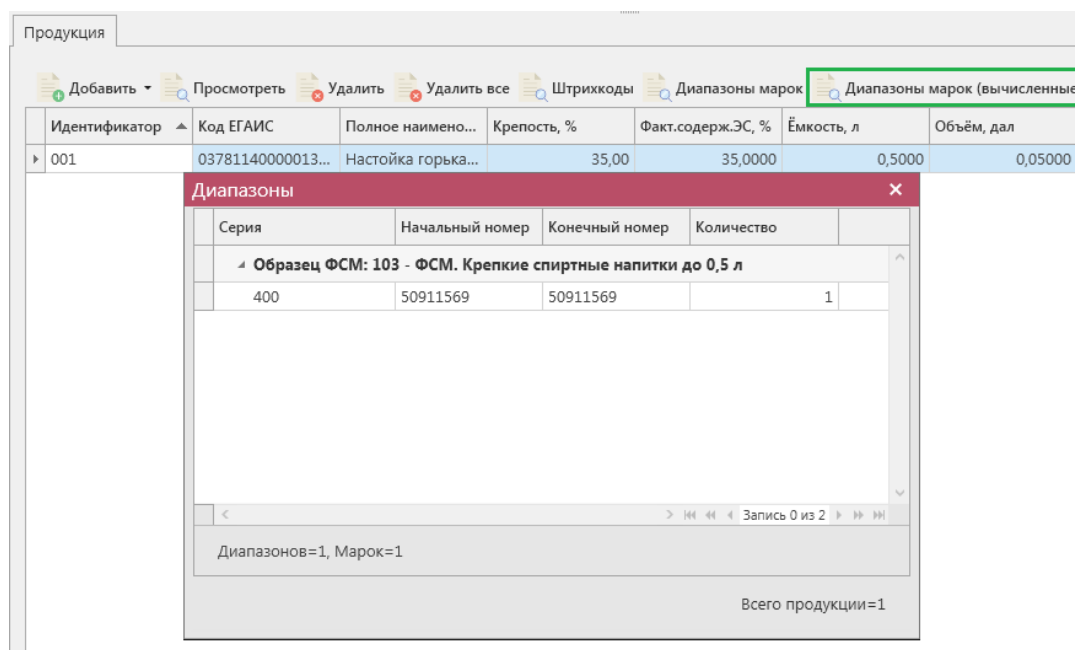 Продукция
Добавить Просмотреть Удалить Удалить все Штрихкоды Диапазоны марок Диапазоны марок (вычисленные
Идентификатор Код ЕГАИС Полное наимено... Крепость, % Факт.содерж.ЭС, % Ёмкость, л Объём, дал
001 03781140000013... Настойка горька... 35,00 35,0000 0,5000 0,05000
Диапазоны
Серия Начальный номер Конечный номер Количество
Образец ФСМ: 103 - ФСМ. Крепкие спиртные напитки до 0,5 л
400 50911569 50911569 1
Запись 0 из 2
Диапазонов=1, Марок=1
Всего продукции=1